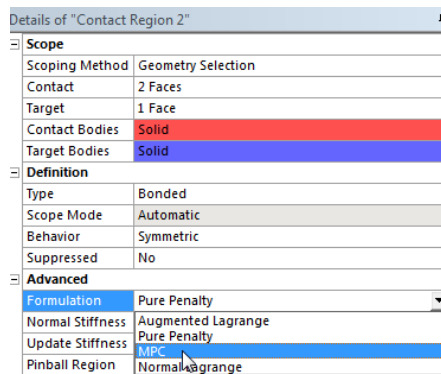 Details of "Contact Region 2"
Scope
Scoping Method Geometry Selection
Contact 2 Faces
Target 1 Face
Contact Bodies Solid
Target Bodies Solid
Definition
Type Bonded
Scope Mode Automatic
Behavior Symmetric
Suppressed No
Advanced
Formulation Pure Penalty
Normal Stiffness Augmented Lagrange
Pure Penalty
Update Stiffness MPC
Pinball Region Normal Lagrange